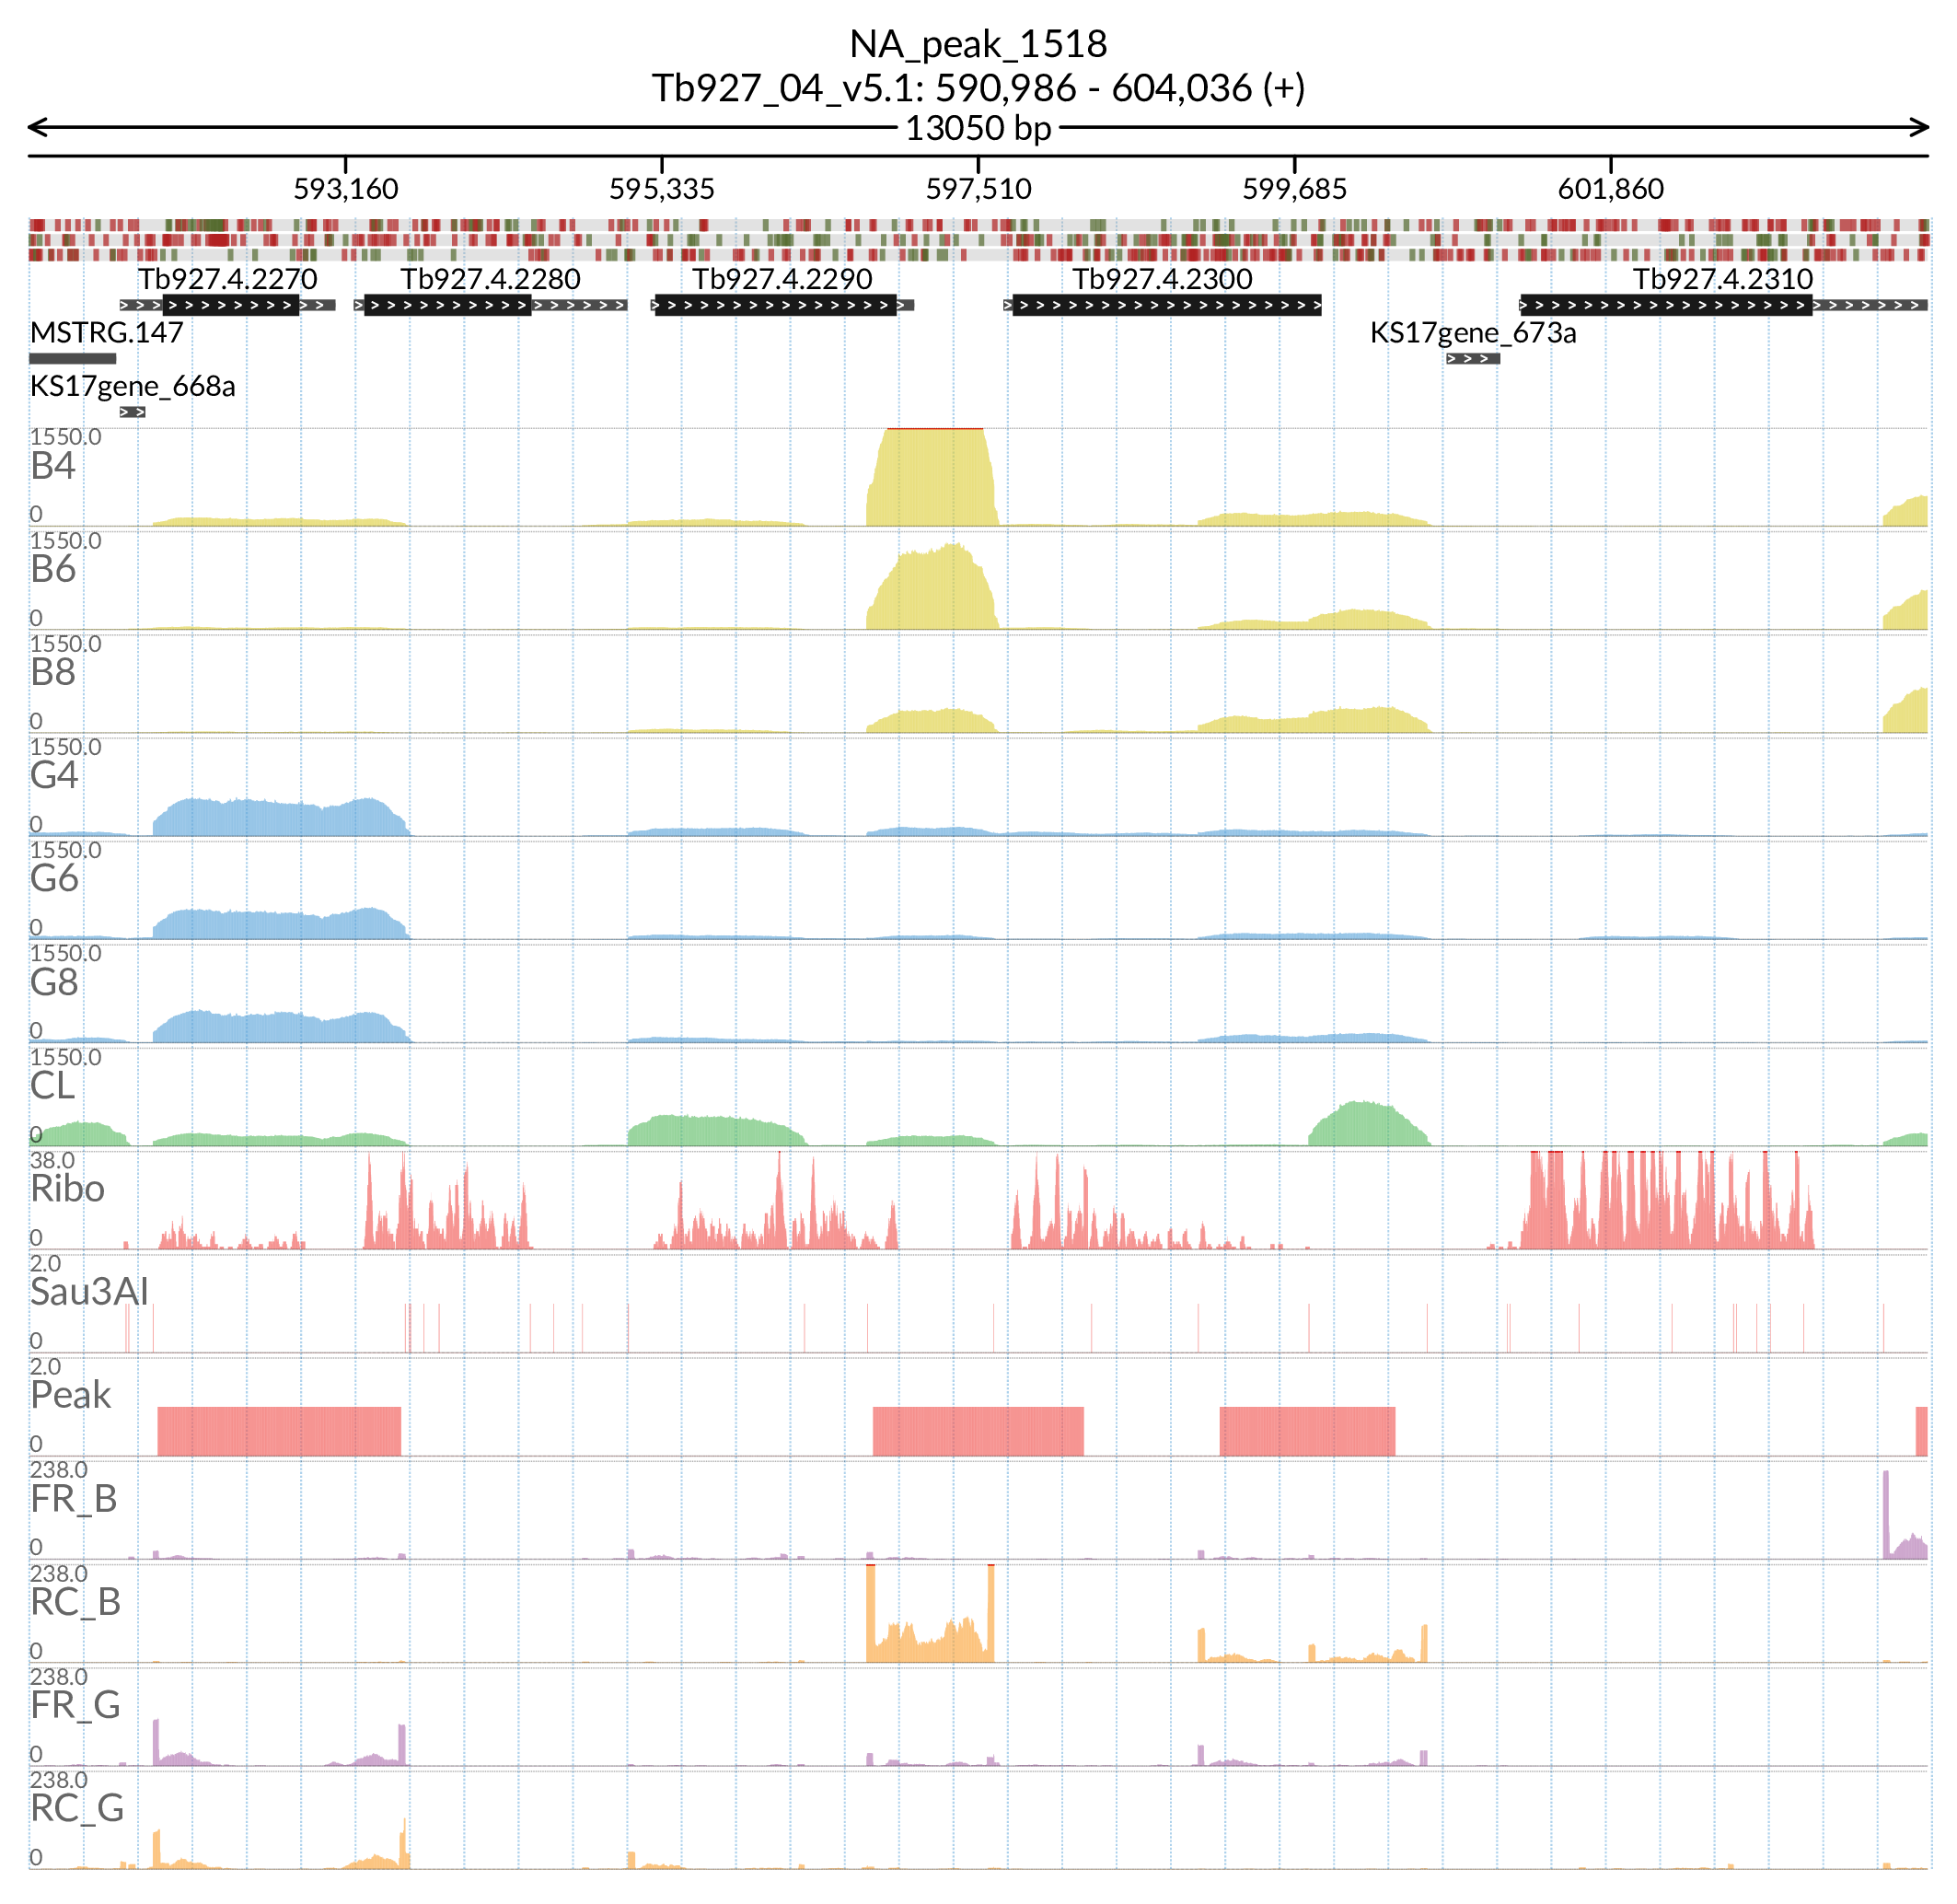 NA_peak_1518
Tb927_04_v5.1: 590,986 - 604,036 (+)
13050 bp
593,160 595,335 597,510 599,685 601,860
Tb927.4.2270 Tb927.4.2280 Tb927.4.2290 Tb927.4.2300 Tb927.4.2310
MSTRG.147 KS17gene_673a
KS17gene_668a
1550.0
B4
0
1550.0
B6
0
1550.0
B8
0
1550.0
G4
0
1550.0
G6
0
1550.0
G8
0
1550.0
CL
0
38.0
Ribo
0
2.0
Sau3AI
0
2.0
Peak
0
238.0
FR_B
0
238.0
RC_B
0
238.0
FR_G
0
238.0
RC_G
0